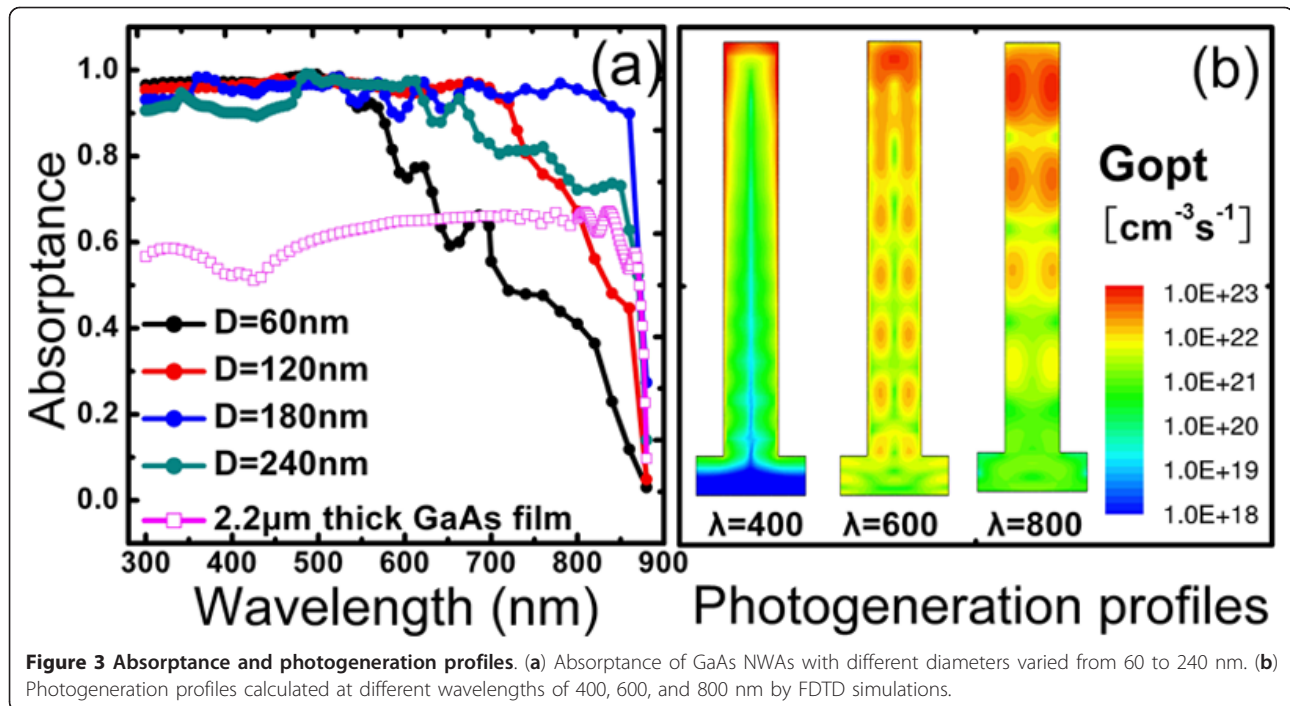 (a)
1.0
0.8
0.6
0.4
0.2
0.0
Absorptance
D=60nm
D=120nm
D=180nm
D=240nm
2.2μm thick GaAs film
300 400 500 600 700 800 900
Wavelength (nm)
(b)
Gopt
[cm-3s-1]
1.0E+23
1.0E+22
1.0E+21
1.0E+20
1.0E+19
1.0E+18
λ=400 λ=600 λ=800
Photogeneration profiles
Figure 3 Absorptance and photogeneration profiles. (a) Absorptance of GaAs NWAs with different diameters varied from 60 to 240 nm. (b)
Photogeneration profiles calculated at different wavelengths of 400, 600, and 800 nm by FDTD simulations.